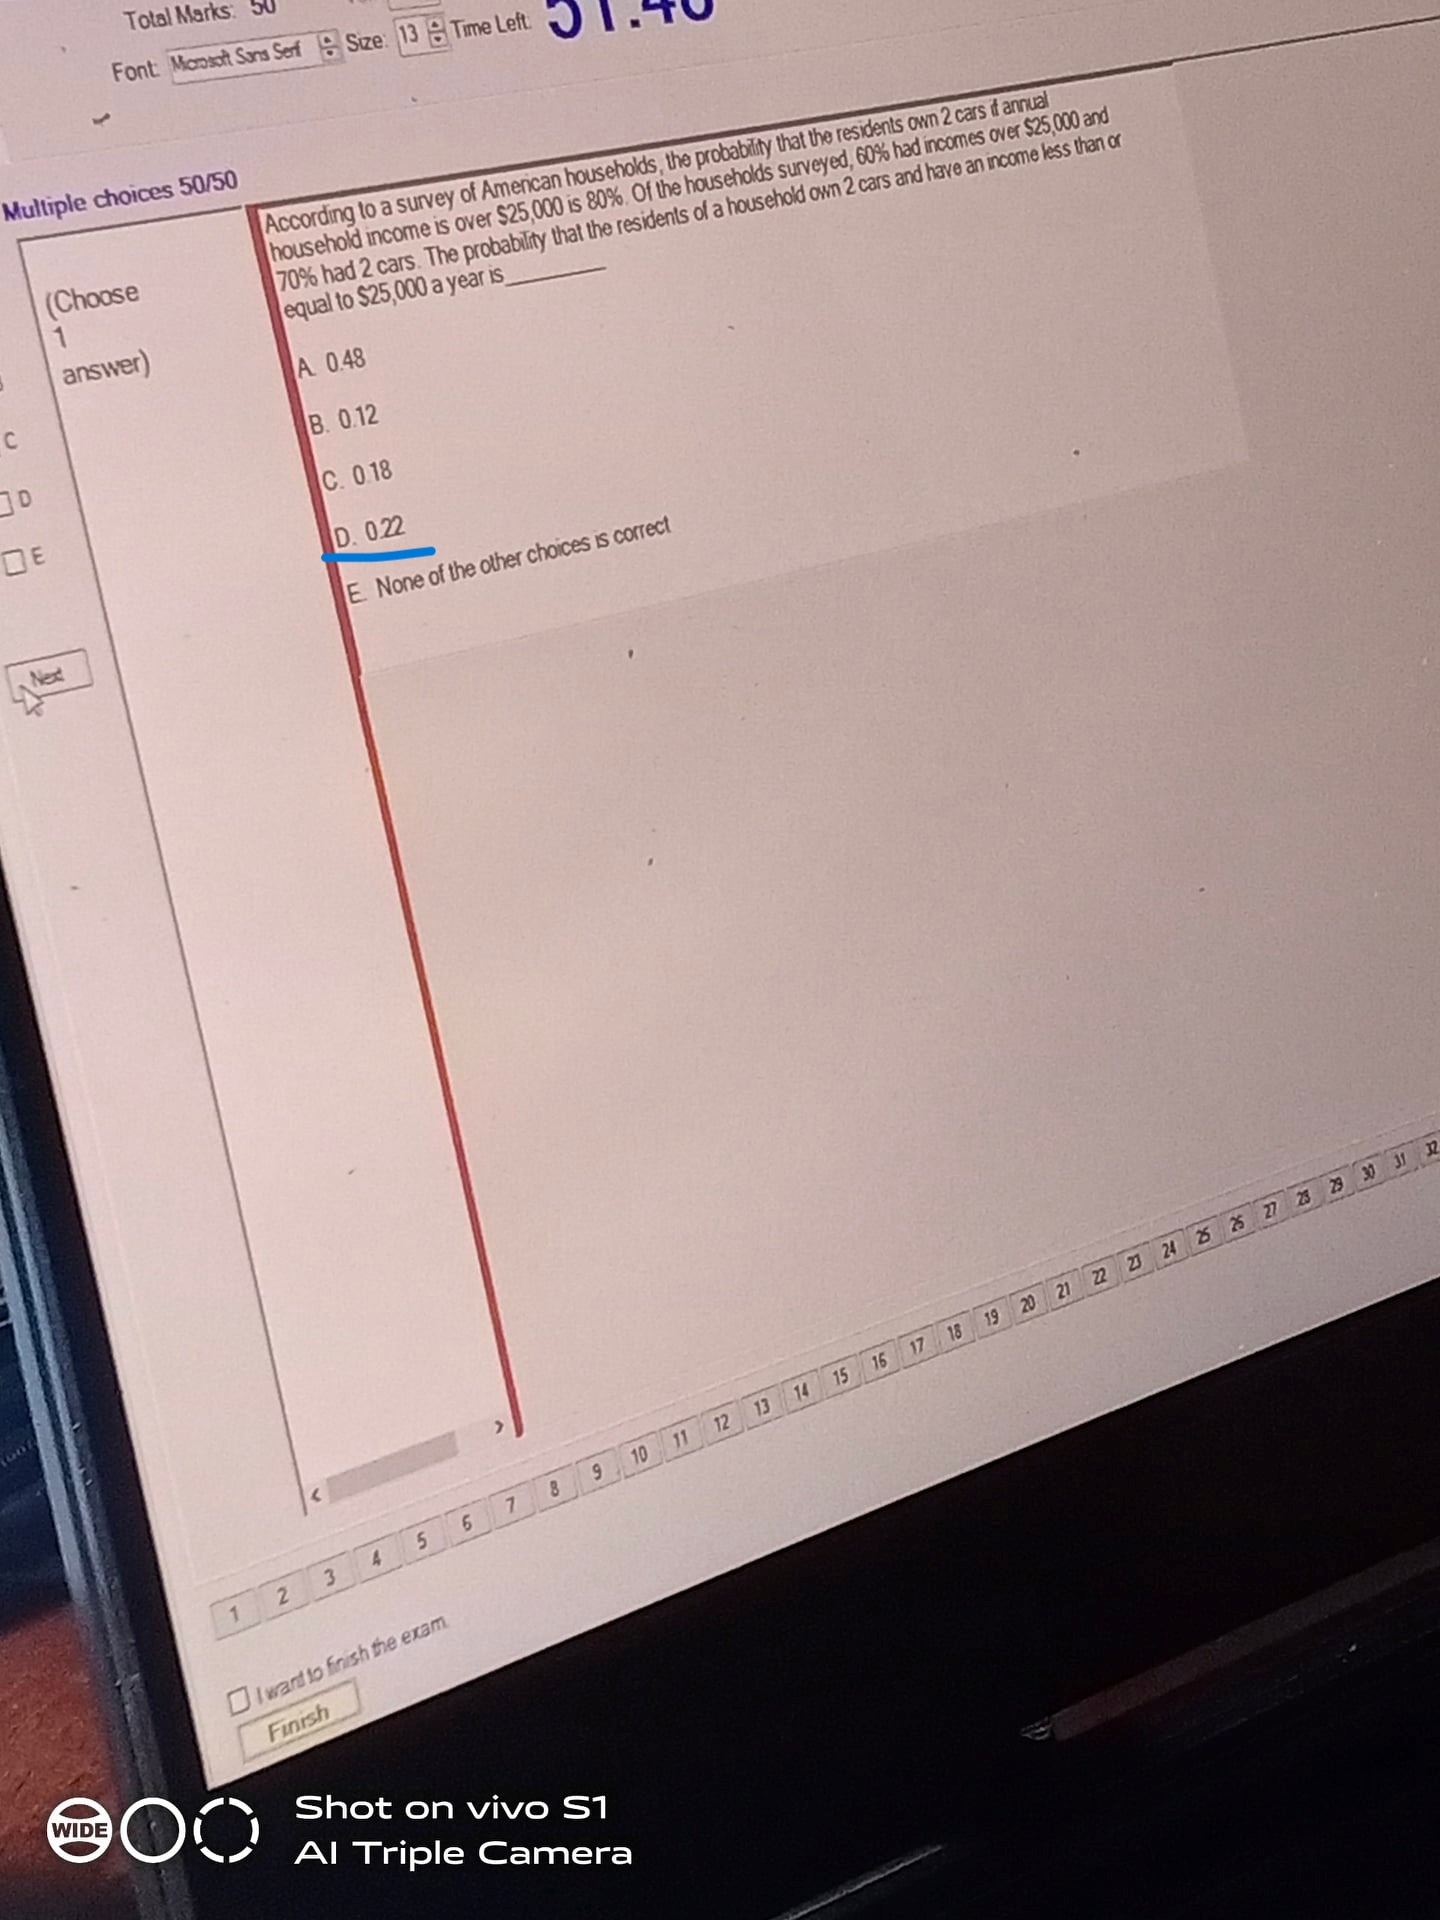 Total Marks: 50
Font: Microsoft Sans Serif Size: 13 Time Left:
Multiple choices 50/50
(Choose
1
answer)
According to a survey of American households, the probability that the residents own 2 cars if annual
household income is over $25,000 is 80%. Of the households surveyed, 60% had incomes over $25,000 and
70% had 2 cars. The probability that the residents of a household own 2 cars and have an income less than or
equal to $25,000 a year is________
A. 0.48
B. 0.12
C. 0.18
D. 0.22
E. None of the other choices is correct
C
D
E
Next
1 2 3 4 5 6 7 8 9 10 11 12 13 14 15 16 17 18 19 20 21 22 23 24 25 26 27 28 29 30 31 32
I want to finish the exam.
Finish
WIDE
Shot on vivo S1
AI Triple Camera